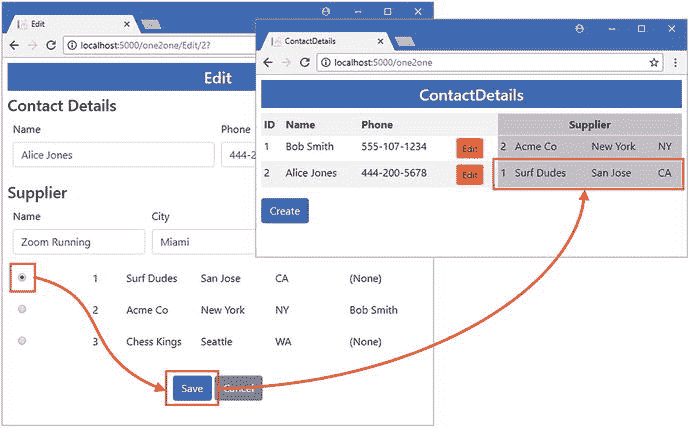 Edit
localhost:5000/one2one/Edit/2?
Edit
Contact Details
Name Phone
Alice Jones 444-2
Supplier
Name City
Zoom Running Miami
1 Surf Dudes San Jose CA (None)
2 Acme Co New York NY Bob Smith
3 Chess Kings Seattle WA (None)
Save Cancel
ContactDetails
localhost:5000/one2one
ContactDetails
ID Name Phone Supplier
1 Bob Smith 555-107-1234 Edit 2 Acme Co New York NY
2 Alice Jones 444-200-5678 Edit 1 Surf Dudes San Jose CA
Create